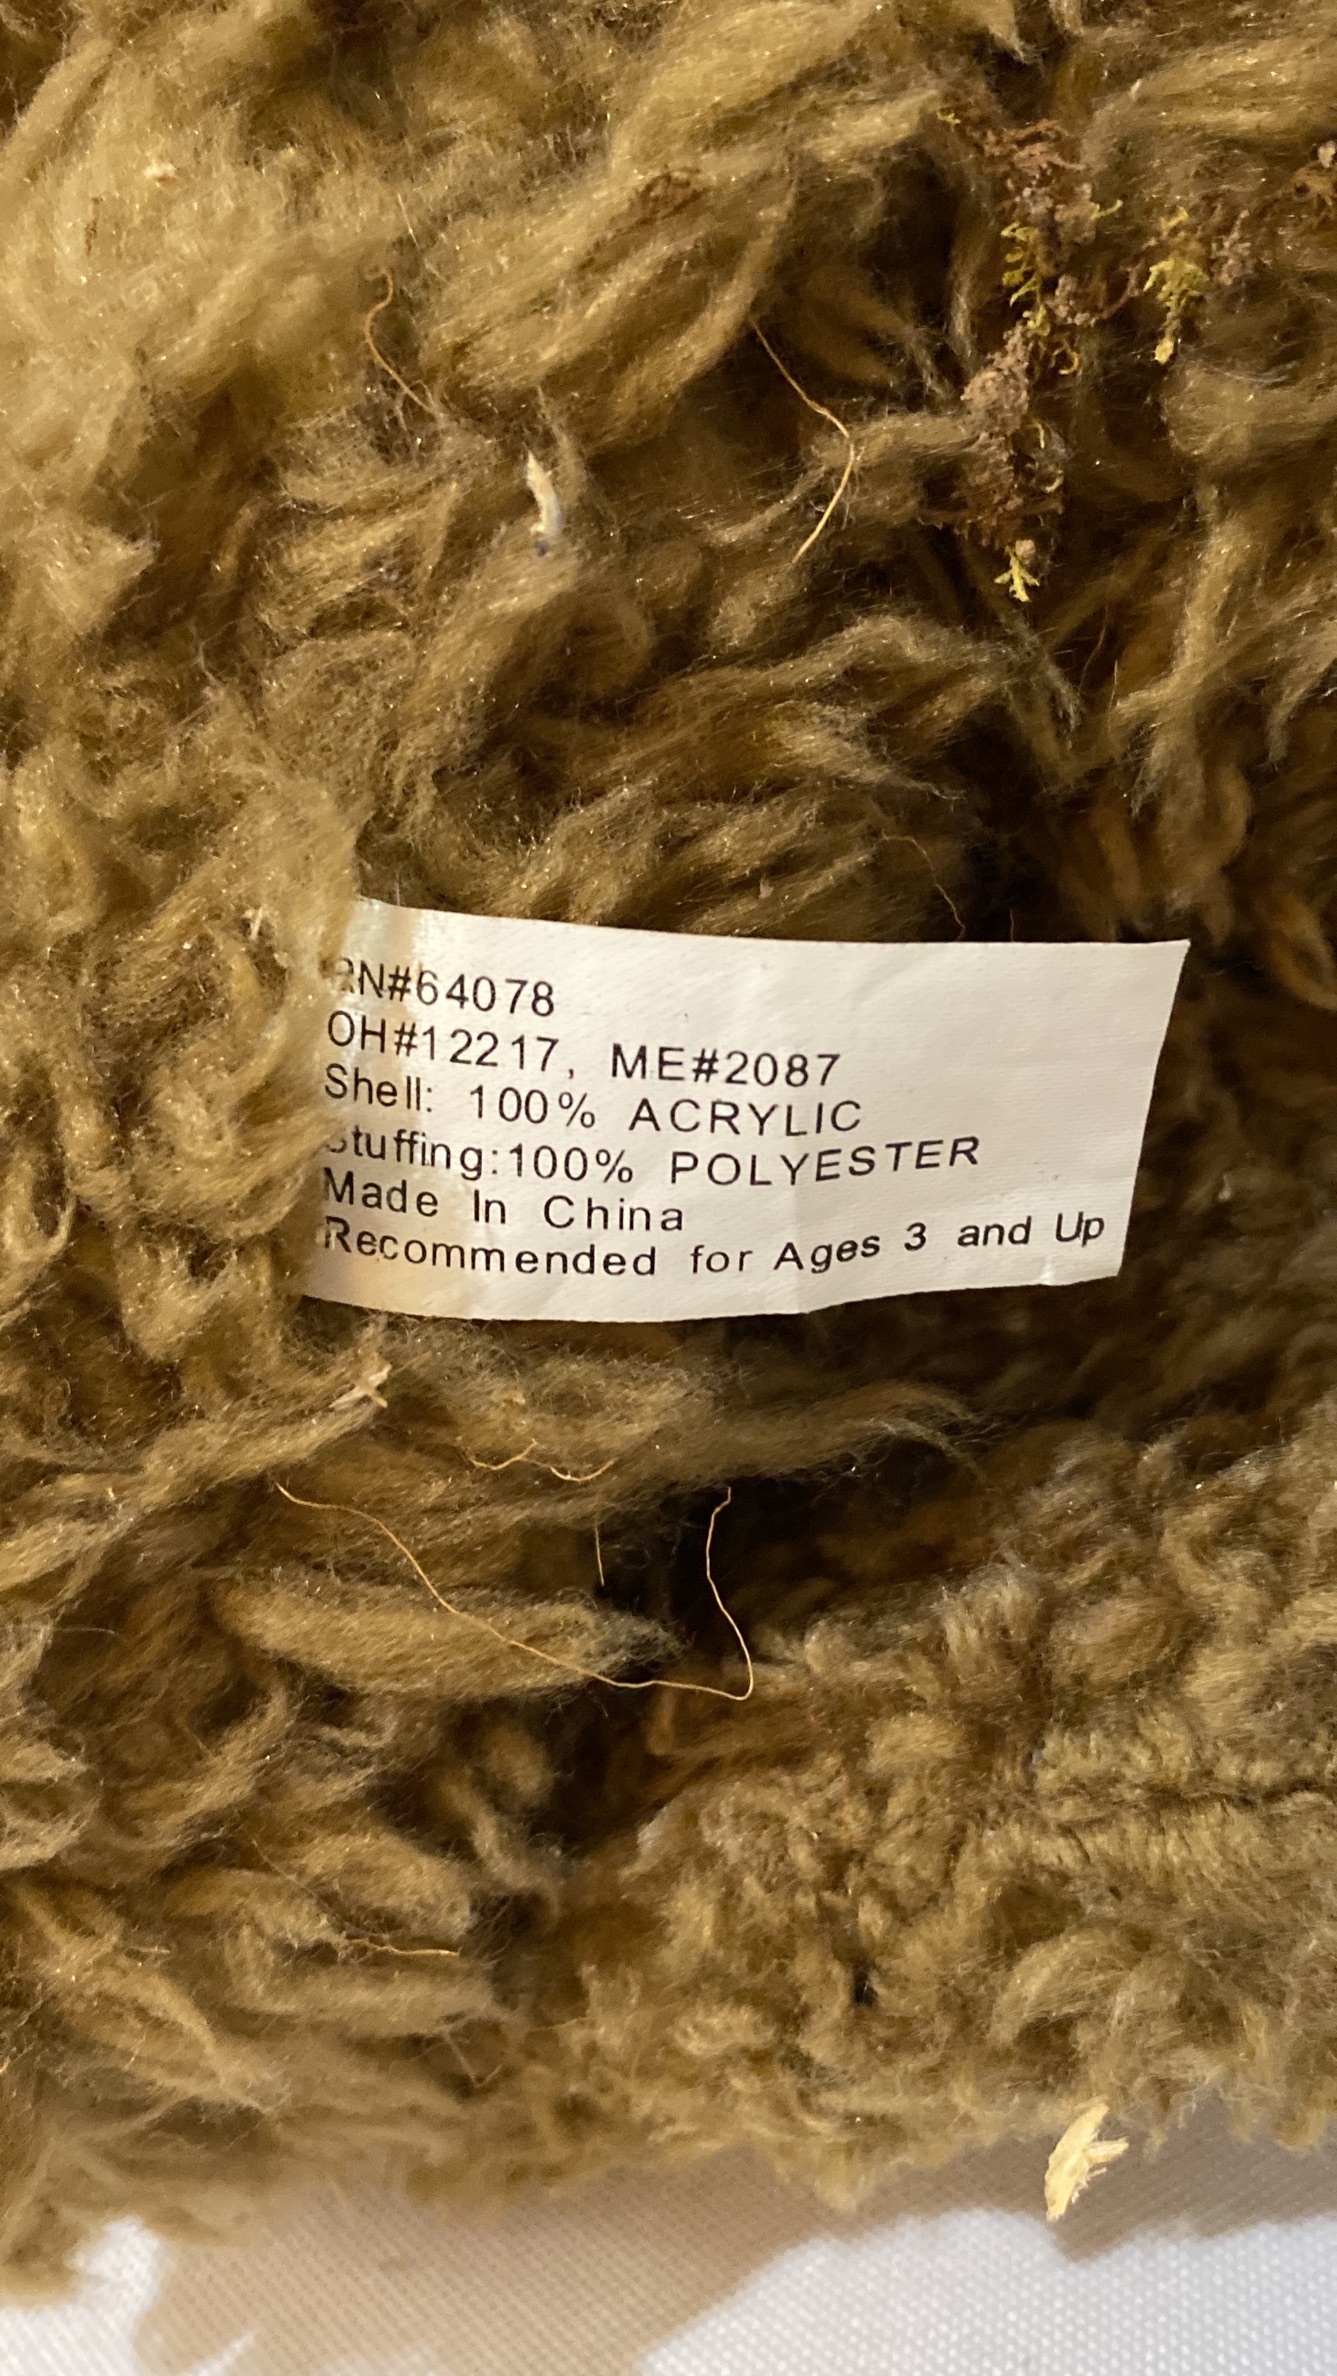 RN#64078
OH#12217, ME#2087
Shell: 100% ACRYLIC
Stuffing:100% POLYESTER
Made In China
Recommended for Ages 3 and Up